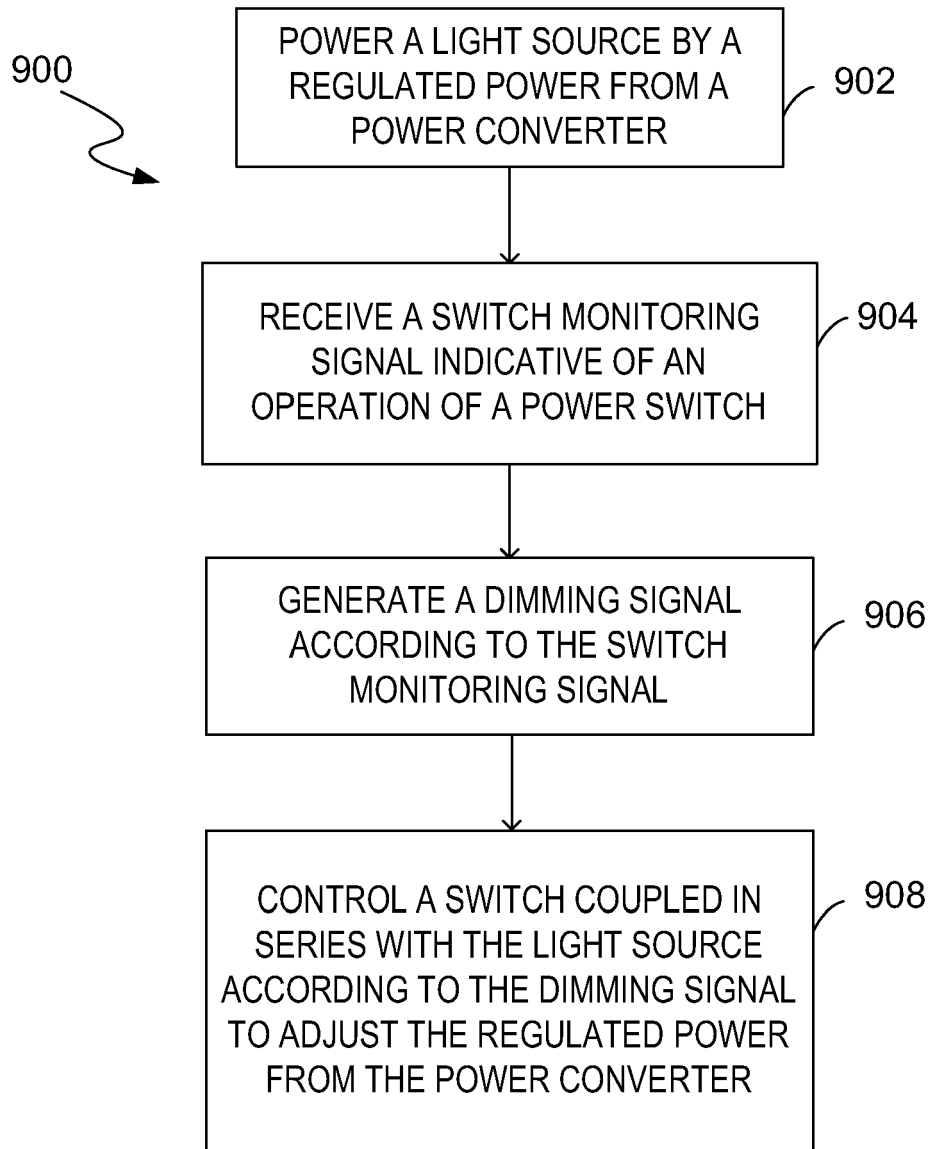 900
POWER A LIGHT SOURCE BY A
REGULATED POWER FROM A
POWER CONVERTER
902
RECEIVE A SWITCH MONITORING
SIGNAL INDICATIVE OF AN
OPERATION OF A POWER SWITCH
904
GENERATE A DIMMING SIGNAL
ACCORDING TO THE SWITCH
MONITORING SIGNAL
906
CONTROL A SWITCH COUPLED IN
SERIES WITH THE LIGHT SOURCE
ACCORDING TO THE DIMMING SIGNAL
TO ADJUST THE REGULATED POWER
FROM THE POWER CONVERTER
908